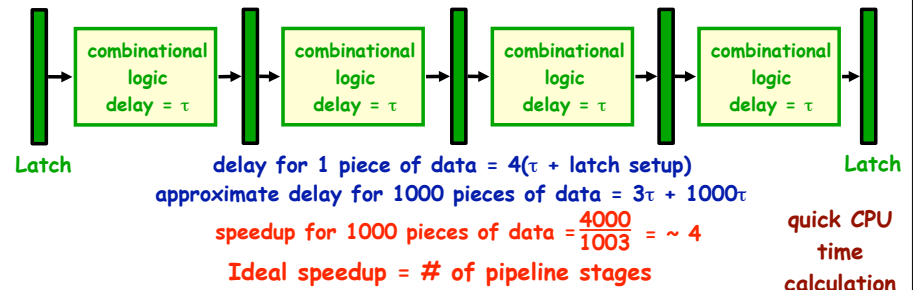 combinational
logic
delay = τ
combinational
logic
delay = τ
combinational
logic
delay = τ
combinational
logic
delay = τ
Latch
Latch
delay for 1 piece of data = 4(τ + latch setup)
approximate delay for 1000 pieces of data = 3τ + 1000τ
speedup for 1000 pieces of data = 4000/1003 = ~ 4
Ideal speedup = # of pipeline stages
quick CPU
time
calculation